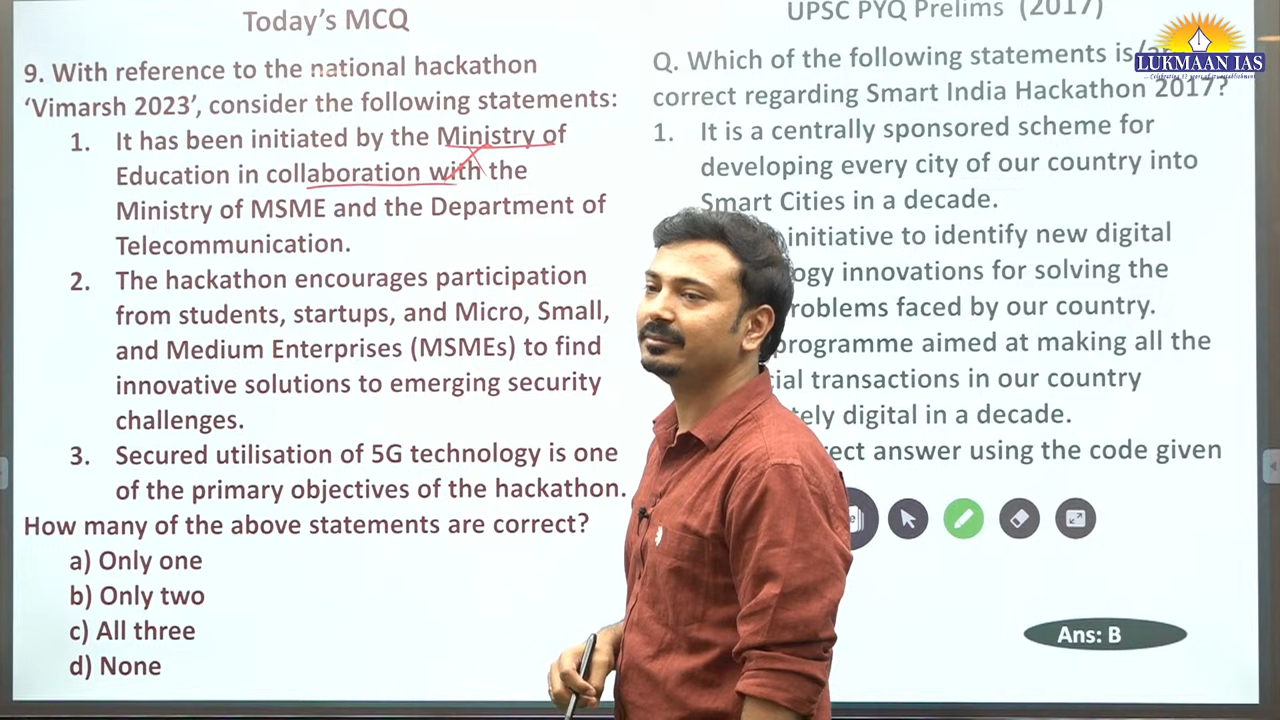 Today's MCQ
9. With reference to the national hackathon
'Vimarsh 2023', consider the following statements:
1. It has been initiated by the Ministry of
Education in collaboration with the
Ministry of MSME and the Department of
Telecommunication.
2. The hackathon encourages participation
from students, startups, and Micro, Small,
and Medium Enterprises (MSMEs) to find
innovative solutions to emerging security
challenges.
3. Secured utilisation of 5G technology is one
of the primary objectives of the hackathon.
How many of the above statements are correct?
a) Only one
b) Only two
c) All three
d) None
UPSC PYQ Prelims (2017)
Q. Which of the following statements is/are
correct regarding Smart India Hackathon 2017?
1. It is a centrally sponsored scheme for
developing every city of our country into
Smart Cities in a decade.
initiative to identify new digital
innovations for solving the
faced by our country.
programme aimed at making all the
transactions in our country
digital in a decade.
answer using the code given
Ans: B
LUKMAAN IAS